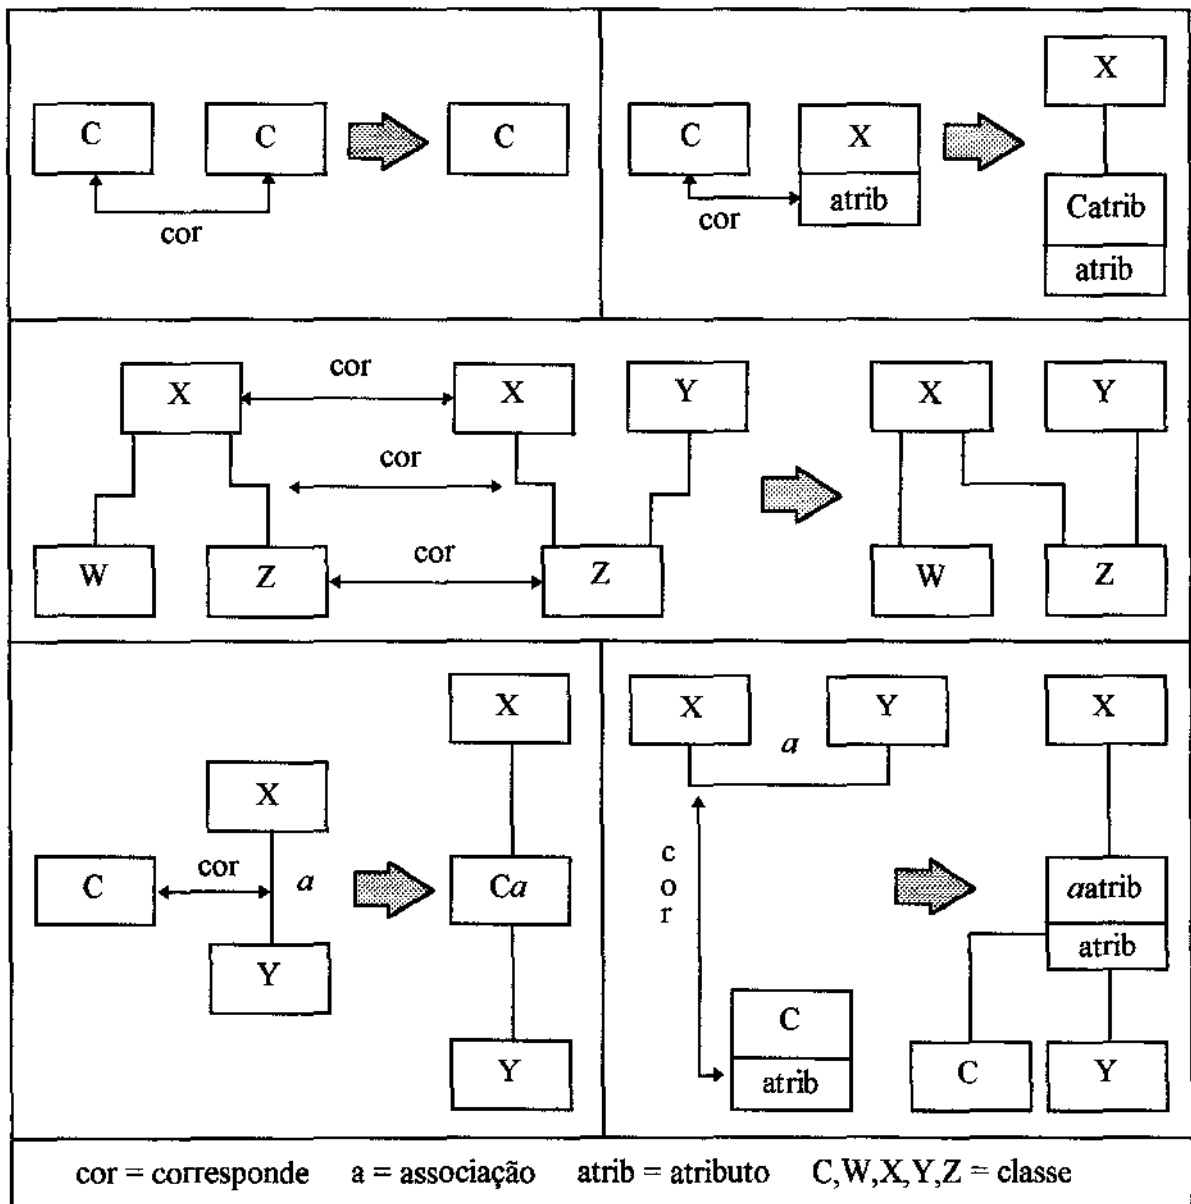 C C C
cor
C X
atrib
cor
X
Catrib
atrib
X cor X Y
cor
W Z cor Z
X Y
W Z
X
C cor a
Y
X
Ca
Y
X Y
a
c
o
r
C
atrib
X
aatrib
atrib
C Y
cor = corresponde a = associação atrib = atributo C,W,X,Y,Z = classe